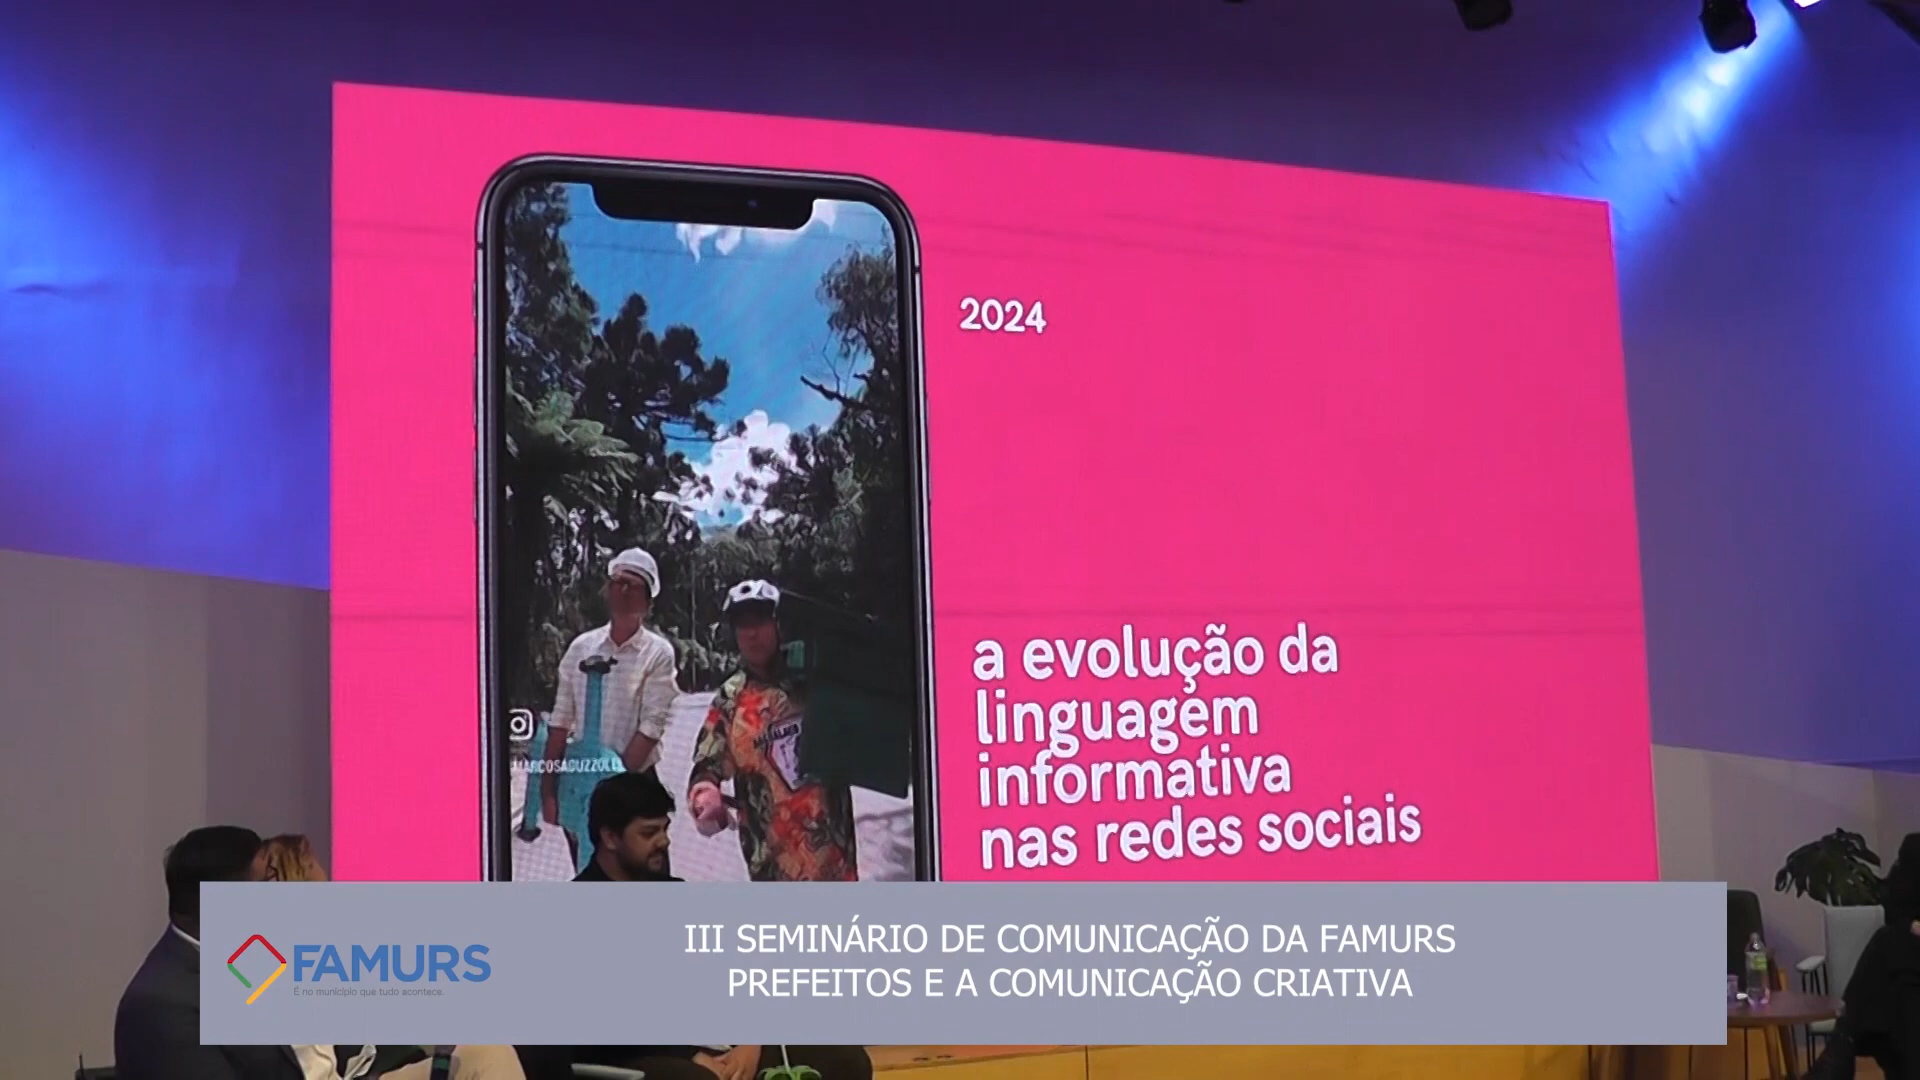 2024
a evolução da
linguagem
informativa
nas redes sociais
FAMURS
É no município que tudo acontece.
III SEMINÁRIO DE COMUNICAÇÃO DA FAMURS
PREFEITOS E A COMUNICAÇÃO CRIATIVA